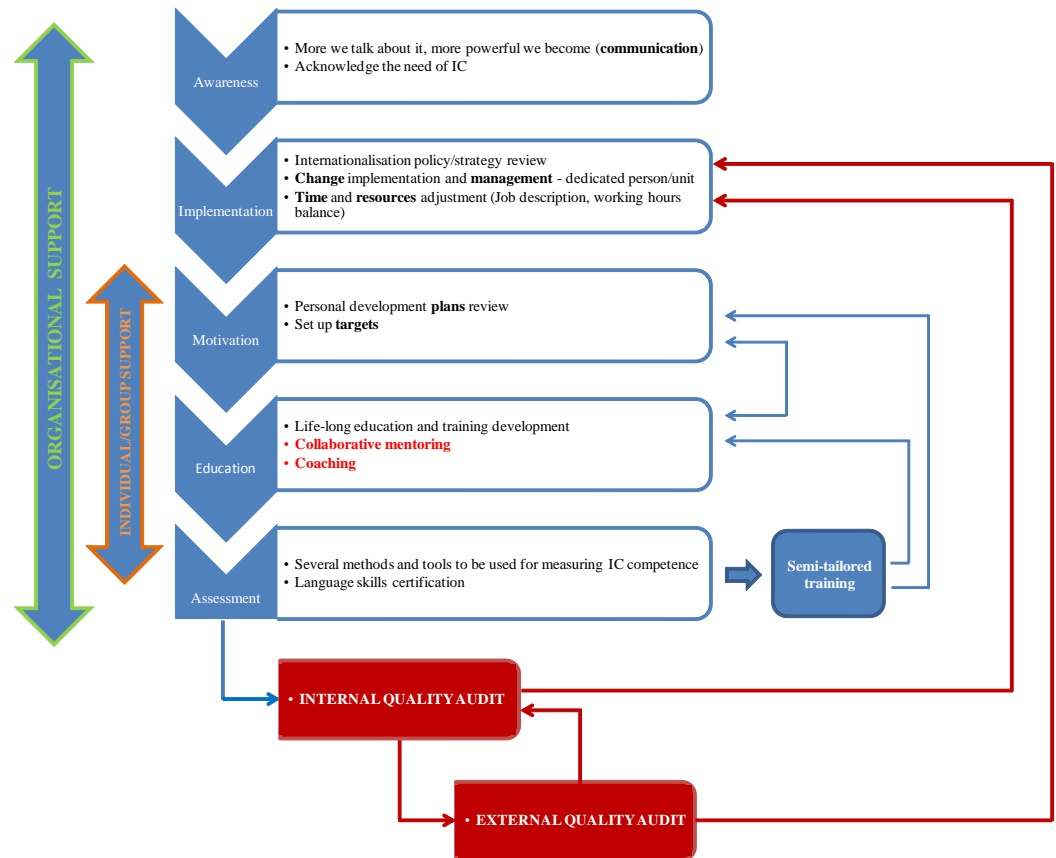 ORGANISATIONAL SUPPORT
INDIVIDUAL/GROUP SUPPORT
Awareness
• More we talk about it, more powerful we become (communication)
• Acknowledge the need of IC
Implementation
• Internationalisation policy/strategy review
• Change implementation and management - dedicated person/unit
• Time and resources adjustment (Job description, working hours
balance)
Motivation
• Personal development plans review
• Set up targets
Education
• Life-long education and training development
• Collaborative mentoring
• Coaching
Assessment
• Several methods and tools to be used for measuring IC competence
• Language skills certification
Semi-tailored
training
• INTERNAL QUALITY AUDIT
• EXTERNAL QUALITY AUDIT